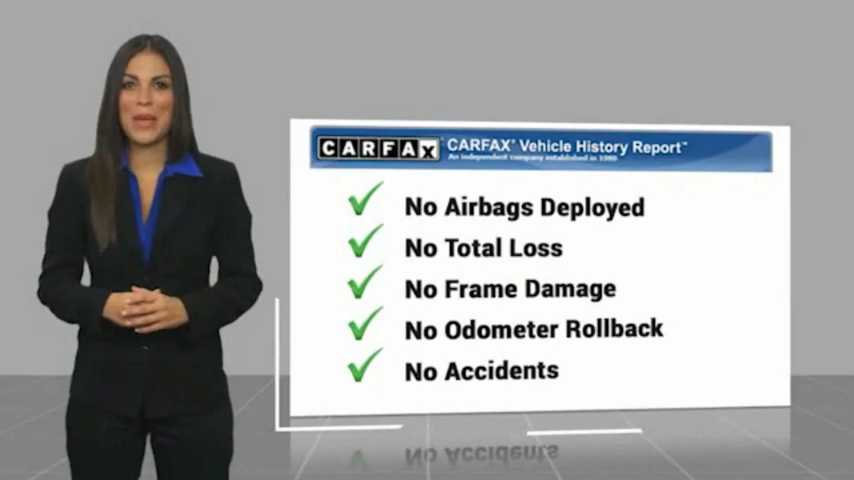 CARFAX CARFAX® Vehicle History Report™
An independent company established in 1986
No Airbags Deployed
No Total Loss
No Frame Damage
No Odometer Rollback
No Accidents
No Accidents